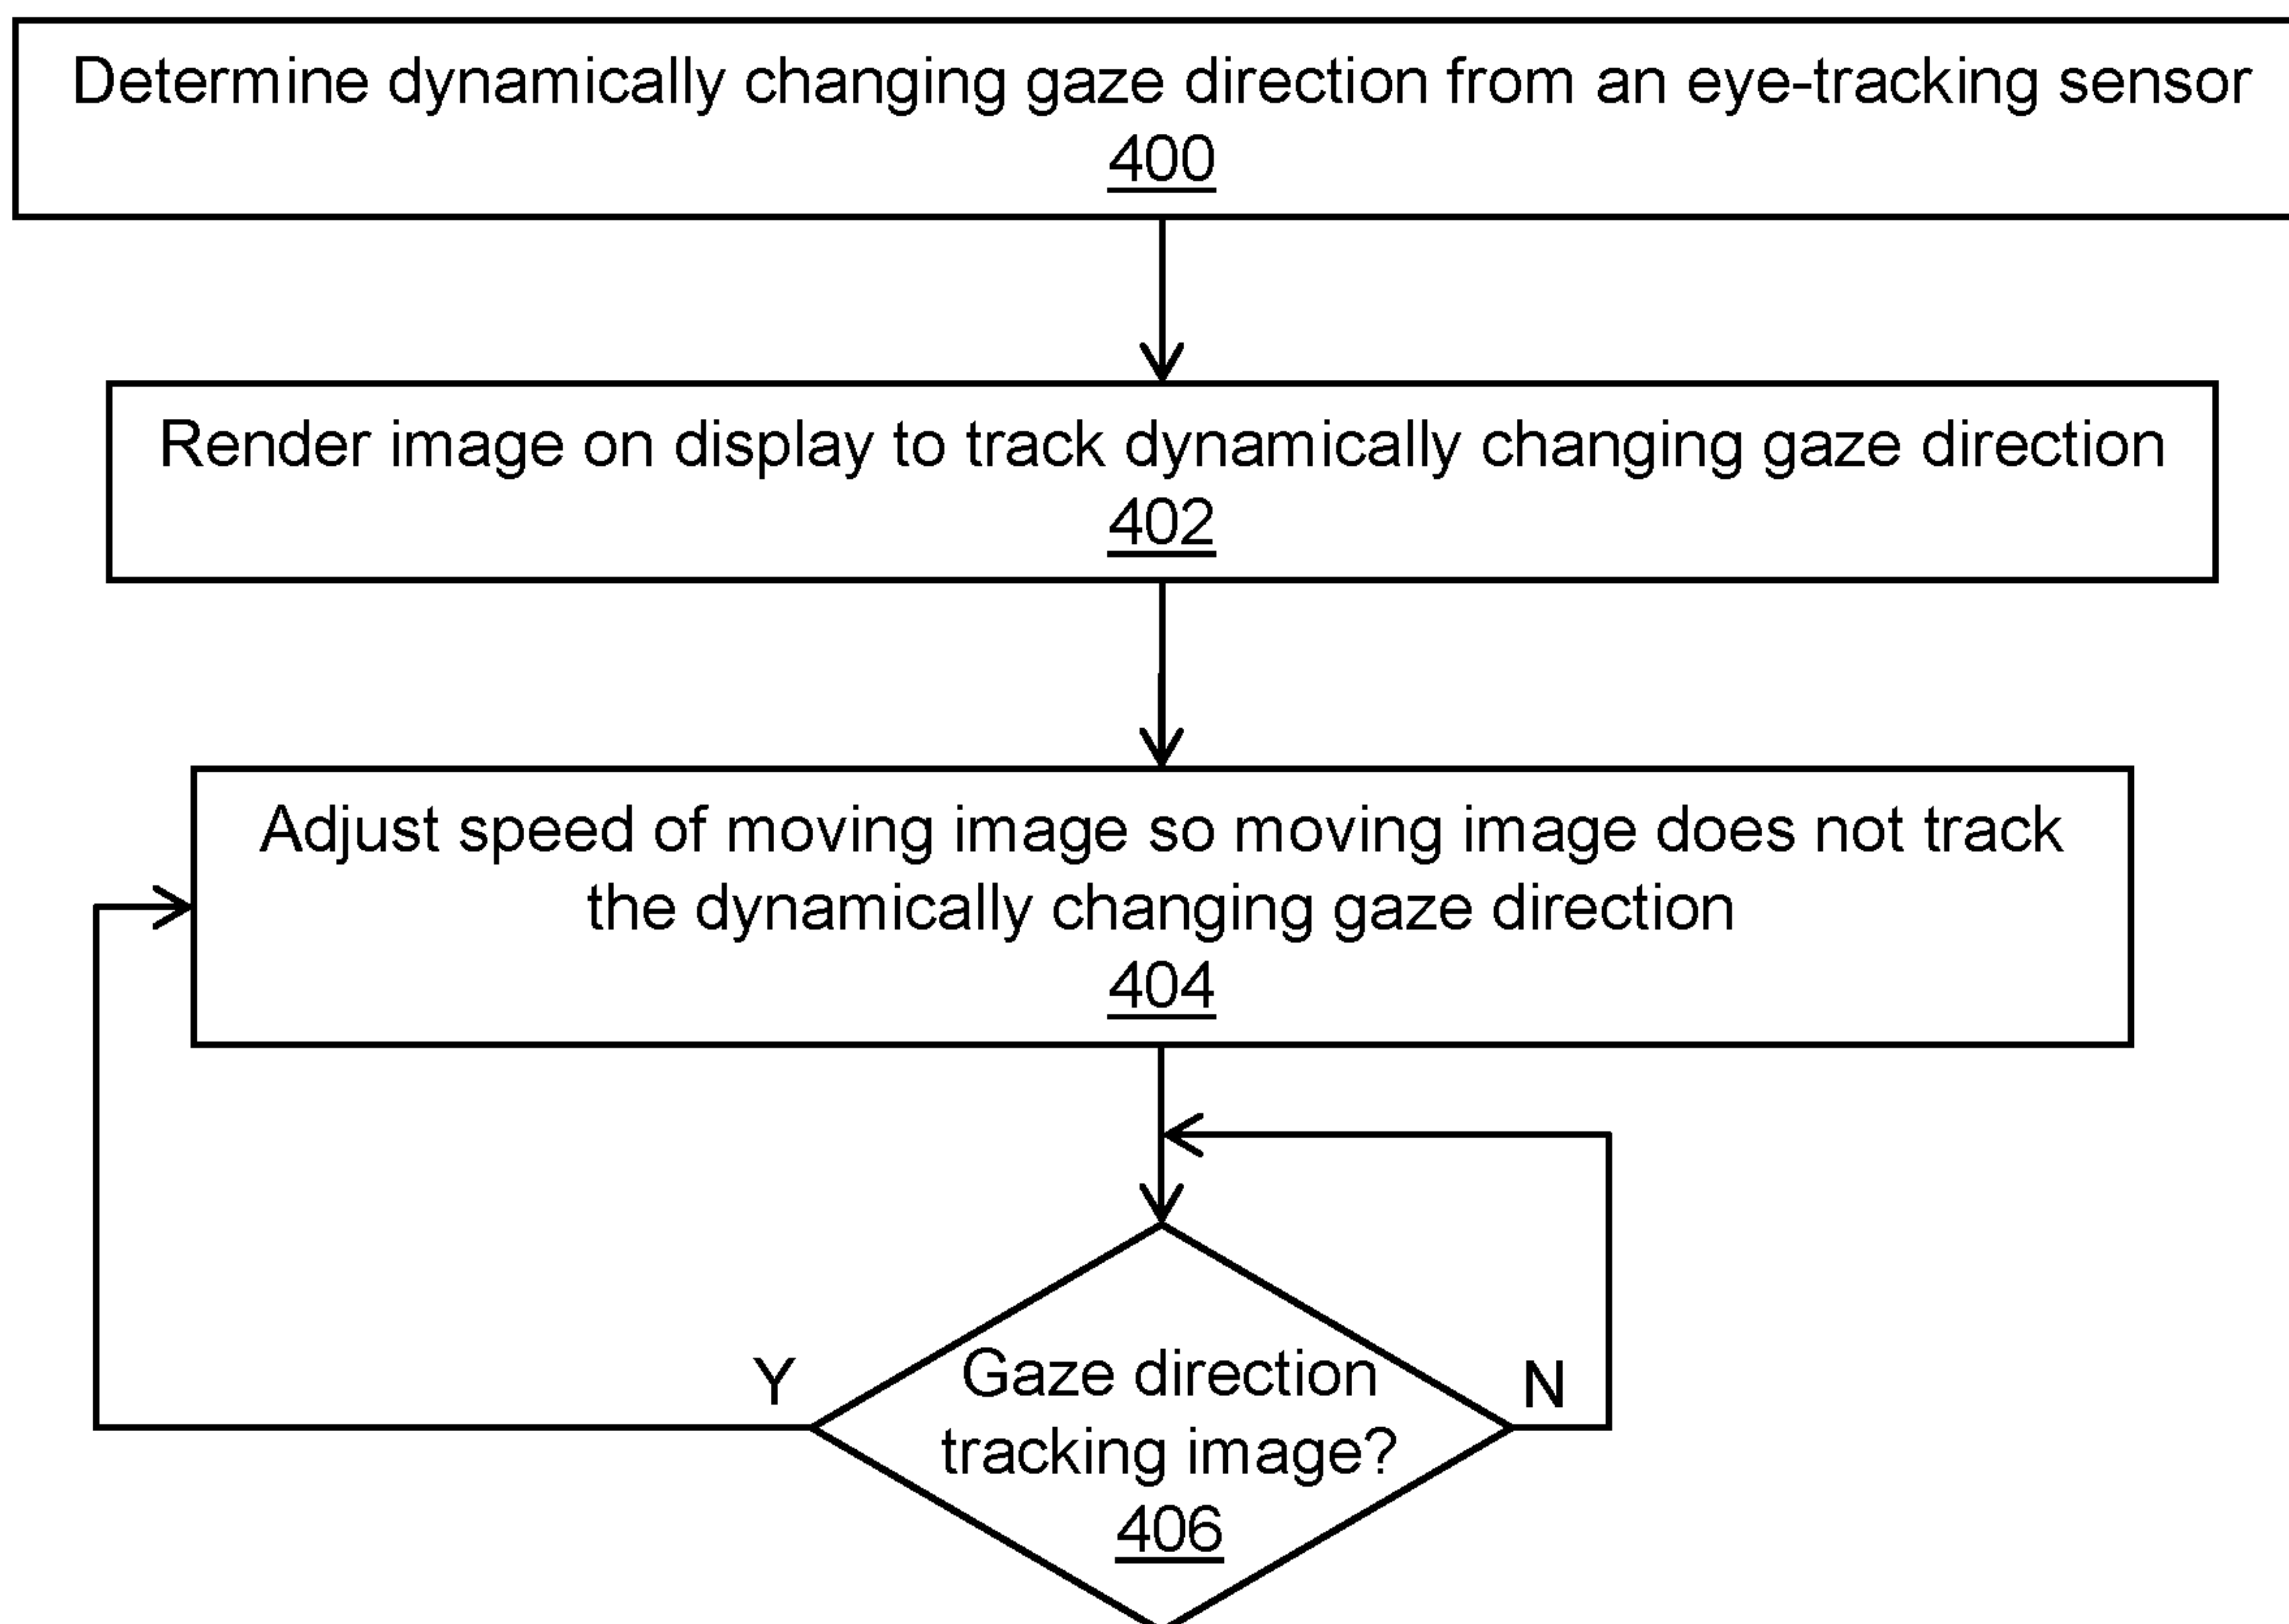 Determine dynamically changing gaze direction from an eye-tracking sensor
400
Render image on display to track dynamically changing gaze direction
402
Adjust speed of moving image so moving image does not track
the dynamically changing gaze direction
404
Y
N
Gaze direction
tracking image?
406